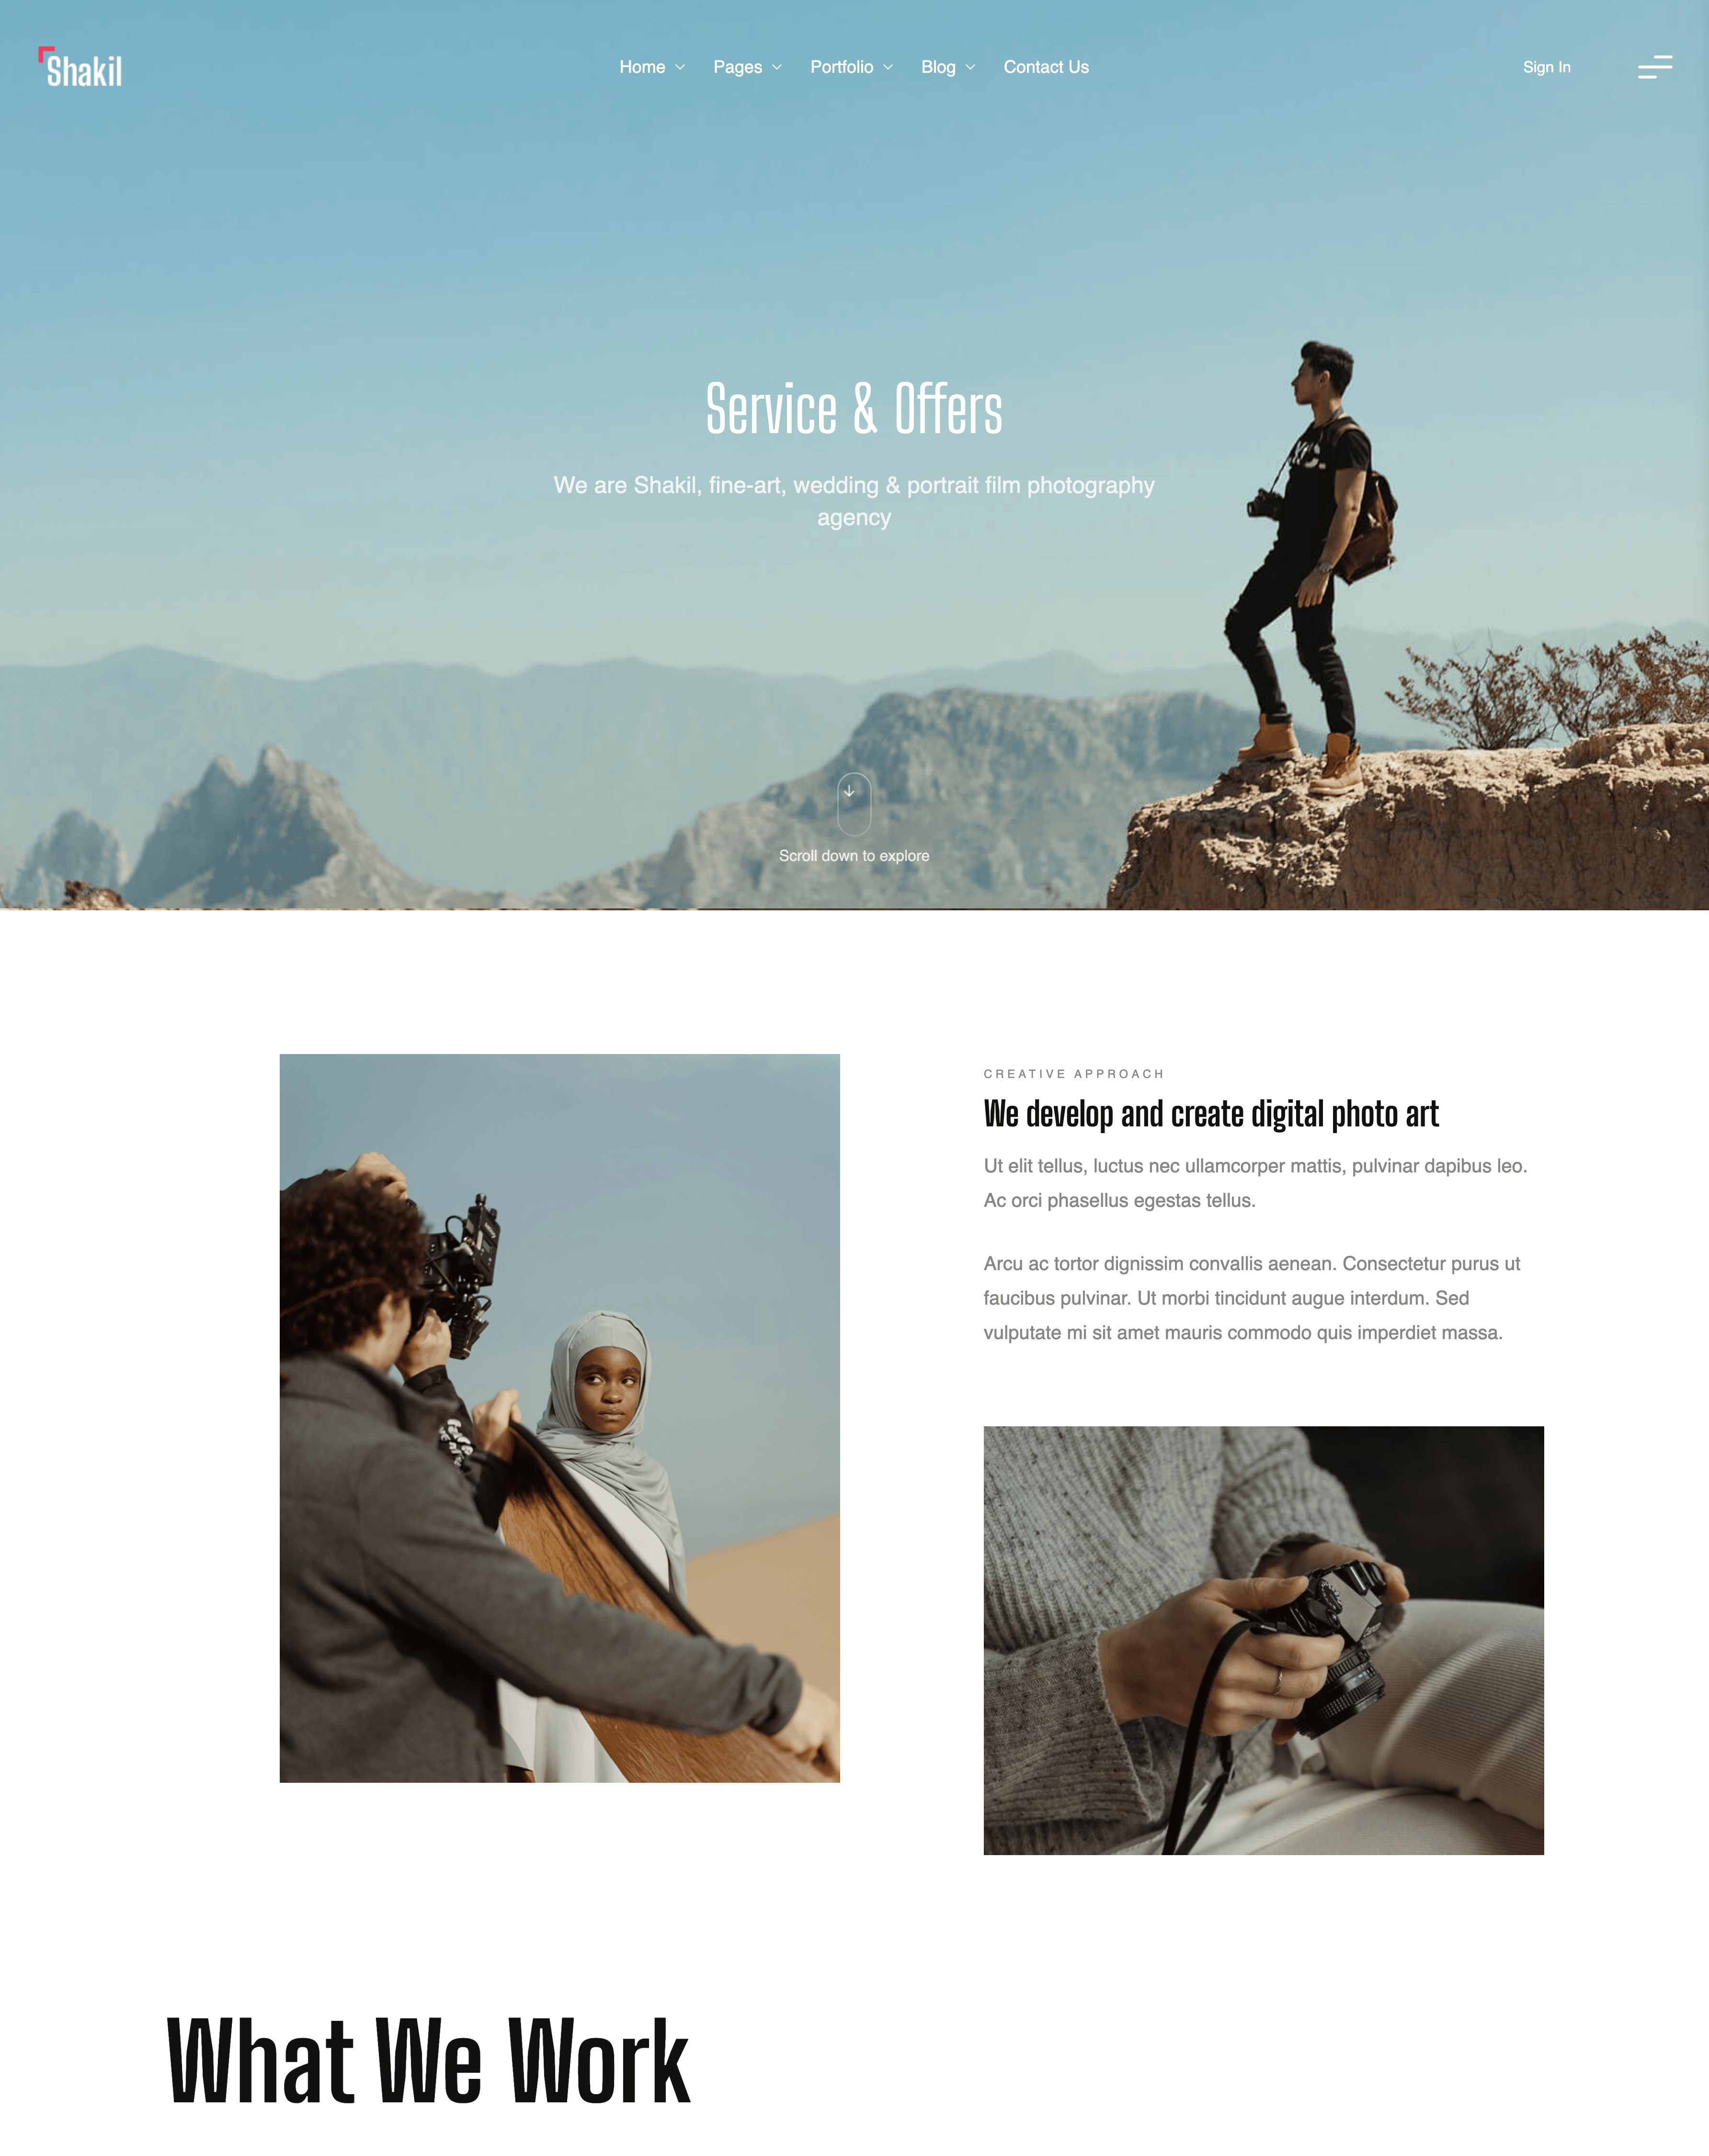 Shakil
Home
Pages
Portfolio
Blog
Contact Us
Sign In
Service & Offers
We are Shakil, fine-art, wedding & portrait film photography
agency
Scroll down to explore
CREATIVE APPROACH
We develop and create digital photo art
Ut elit tellus, luctus nec ullamcorper mattis, pulvinar dapibus leo.
Ac orci phasellus egestas tellus.
Arcu ac tortor dignissim convallis aenean. Consectetur purus ut
faucibus pulvinar. Ut morbi tincidunt augue interdum. Sed
vulputate mi sit amet mauris commodo quis imperdiet massa.
What We Work